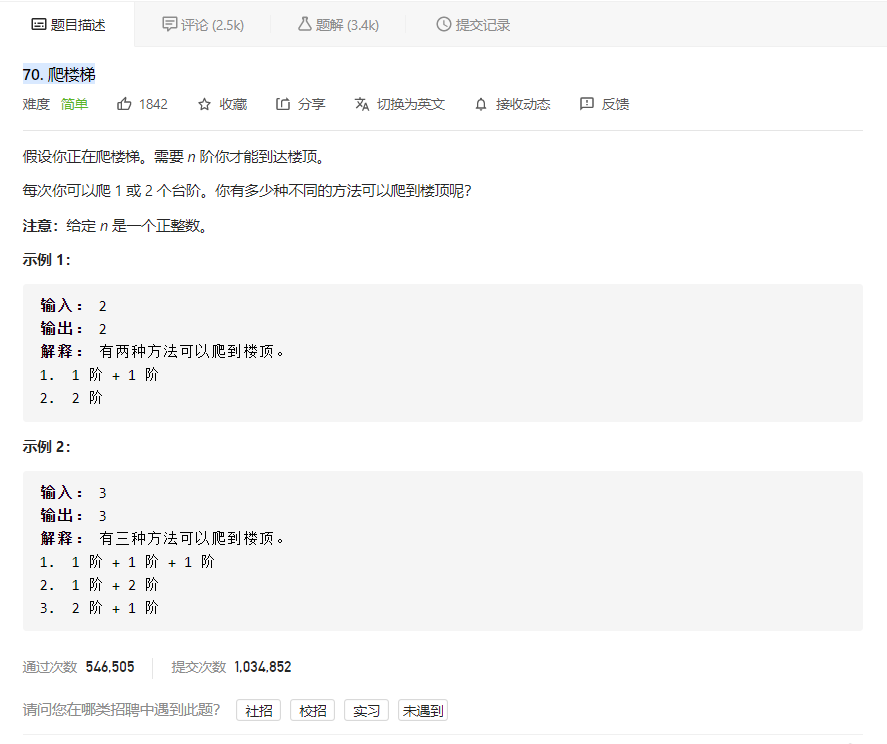 题目描述 评论 (2.5k) 题解 (3.4k) 提交记录
70. 爬楼梯
难度 简单 1842 收藏 分享 切换为英文 接收动态 反馈
假设你正在爬楼梯。需要 n 阶你才能到达楼顶。
每次你可以爬 1 或 2 个台阶。你有多少种不同的方法可以爬到楼顶呢?
注意：给定 n 是一个正整数。
示例 1：
输入： 2
输出： 2
解释： 有两种方法可以爬到楼顶。
1. 1 阶 + 1 阶
2. 2 阶
示例 2：
输入： 3
输出： 3
解释： 有三种方法可以爬到楼顶。
1. 1 阶 + 1 阶 + 1 阶
2. 1 阶 + 2 阶
3. 2 阶 + 1 阶
通过次数 546,505 提交次数 1,034,852
请问您在哪类招聘中遇到此题? 社招 校招 实习 未遇到